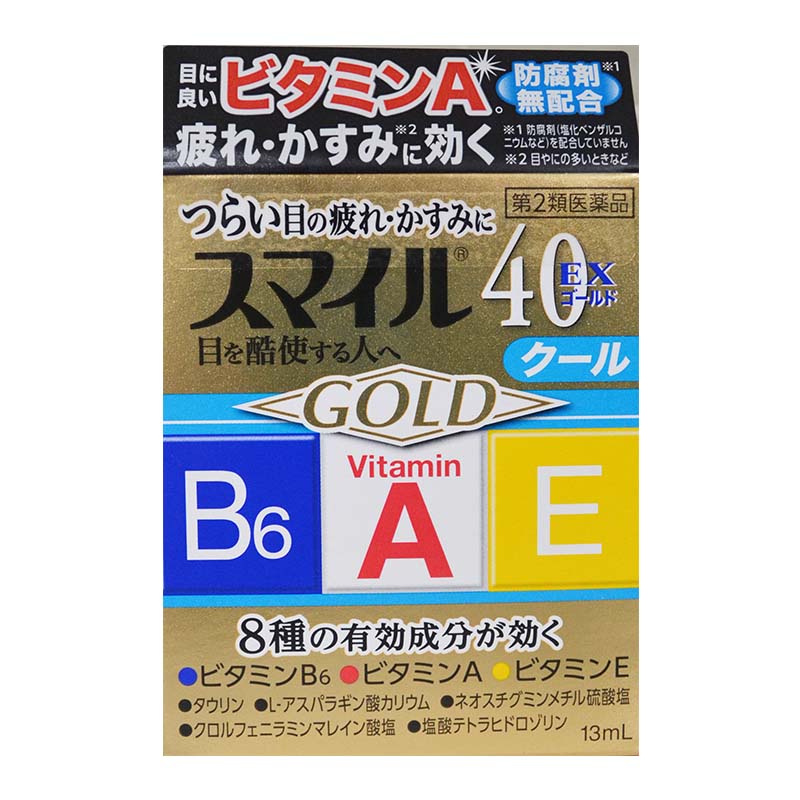 目に良いビタミンA。
防腐剤※1
無配合
疲れ・かすみ※2に効く
※1 防腐剤(塩化ベンザルコ
ニウムなど)を配合していません
※2 目やにの多いときなど
第2類医薬品
つらい目の疲れ・かすみに
スマイル® 40 EX
ゴールド
目を酷使する人へ
クール
GOLD
B6
Vitamin
A
E
8種の有効成分が効く
●ビタミンB6 ●ビタミンA ●ビタミンE
●タウリン ●L-アスパラギン酸カリウム ●ネオスチグミンメチル硫酸塩
●クロルフェニラミンマレイン酸塩 ●塩酸テトラヒドロゾリン
13mL